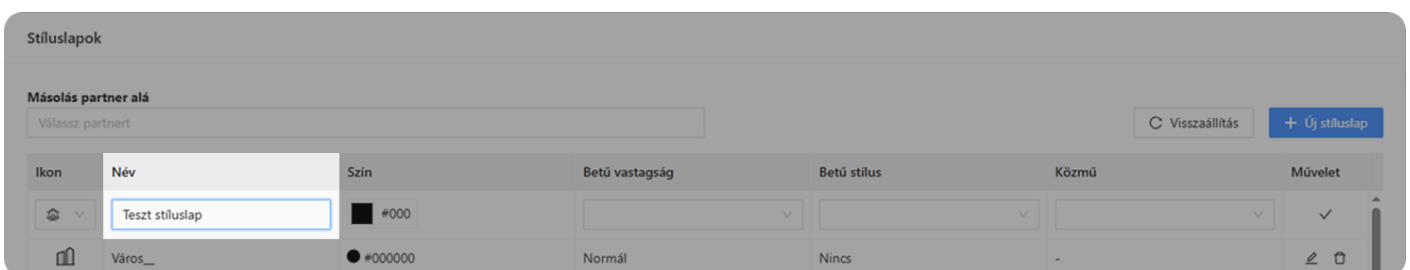 Stíluslapok
Másolás partner alá
Válassz partnert
Visszaállítás
+ Új stíluslap
Ikon Név Szín Betű vastagság Betű stílus Közmű Művelet
Teszt stíluslap #000
Város__ #000000 Normál Nincs -